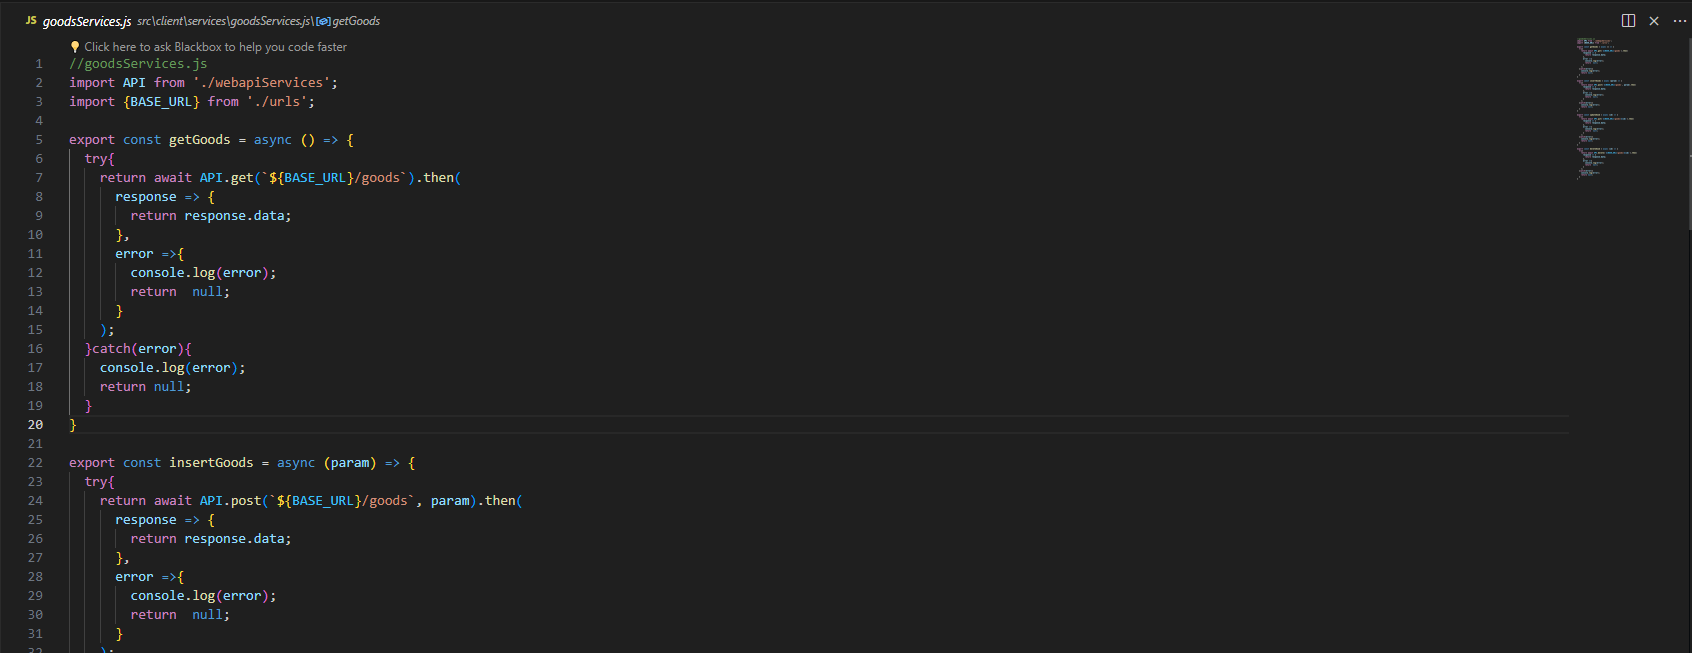 JS goodsServices.js src\client\services\goodsServices.js\getGoods
Click here to ask Blackbox to help you code faster
1 //goodsServices.js
2 import API from './webapiServices';
3 import {BASE_URL} from './urls';
4
5 export const getGoods = async () => {
6 try{
7 return await API.get(`${BASE_URL}/goods`).then(
8 response => {
9 return response.data;
10 },
11 error =>{
12 console.log(error);
13 return  null;
14 }
15 );
16 }catch(error){
17 console.log(error);
18 return null;
19 }
20 }
21
22 export const insertGoods = async (param) => {
23 try{
24 return await API.post(`${BASE_URL}/goods`, param).then(
25 response => {
26 return response.data;
27 },
28 error =>{
29 console.log(error);
30 return  null;
31 }
32 );